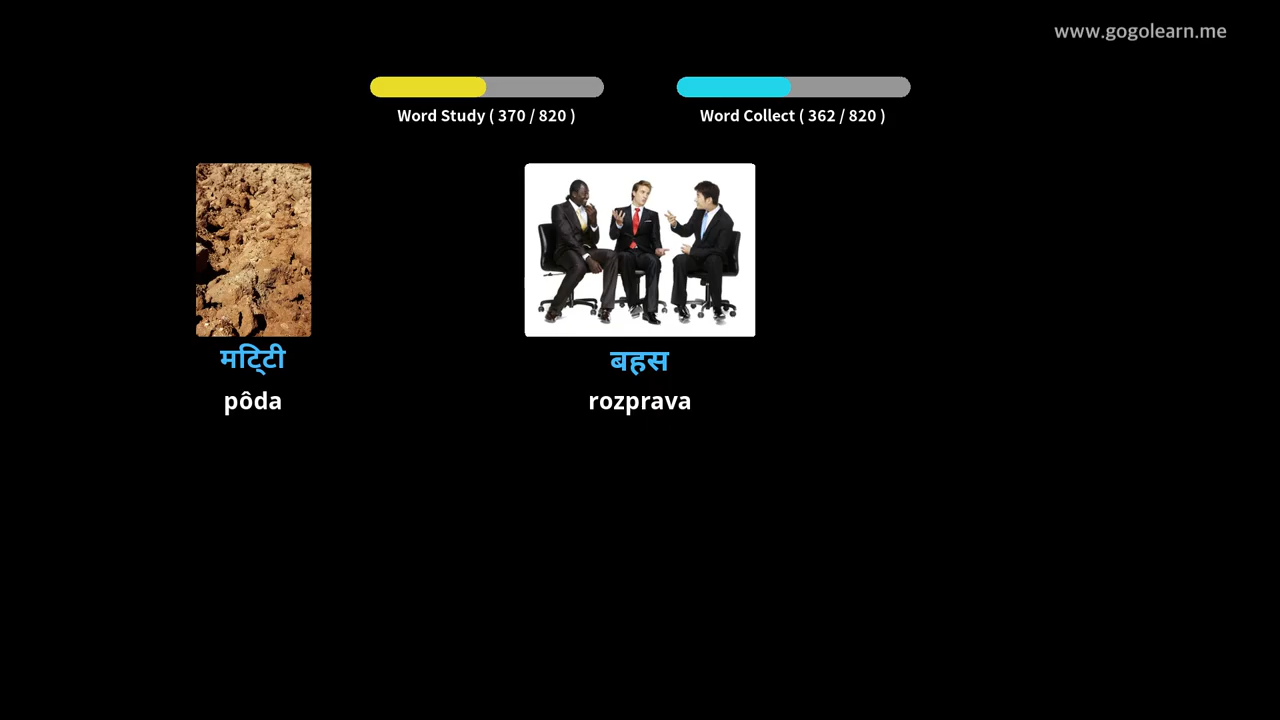 www.gogolearn.me
Word Study ( 370 / 820 )
Word Collect ( 362 / 820 )
मिट्टी
pôda
बहस
rozprava